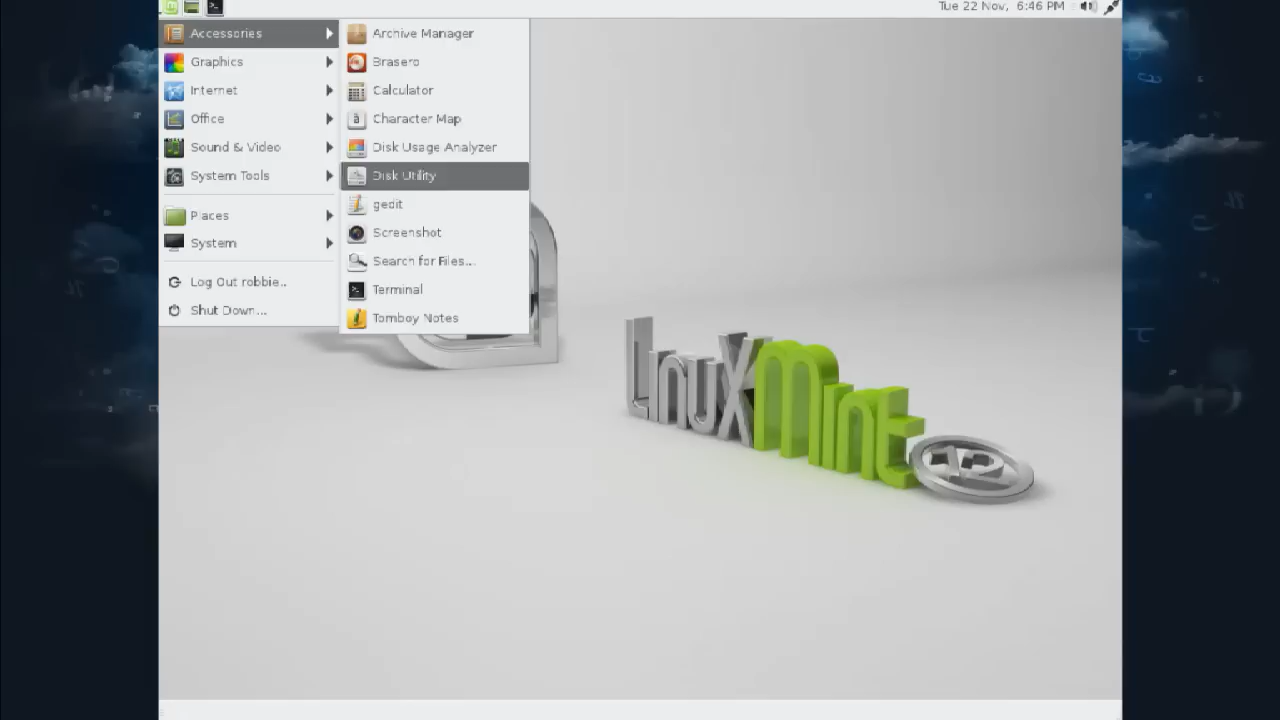 Tue 22 Nov, 6:46 PM
Accessories
Graphics
Internet
Office
Sound & Video
System Tools
Places
System
Log Out robbie..
Shut Down...
Archive Manager
Brasero
Calculator
Character Map
Disk Usage Analyzer
Disk Utility
gedit
Screenshot
Search for Files...
Terminal
Tomboy Notes
LinuxMint
12